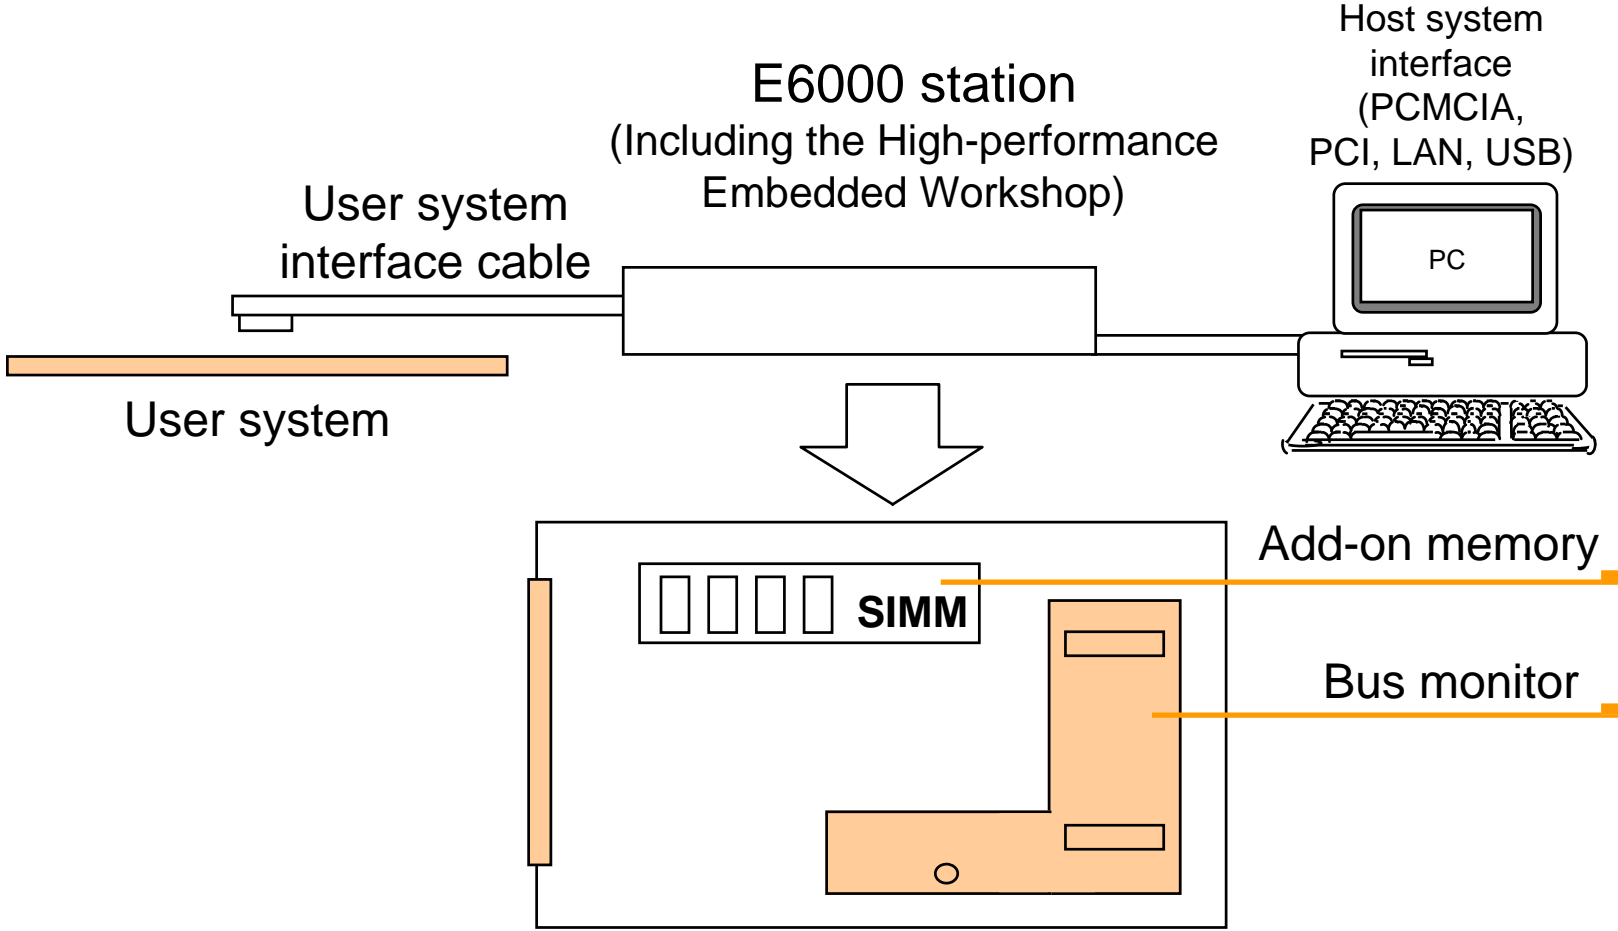 Host system
interface
(PCMCIA,
PCI, LAN, USB)
E6000 station
(Including the High-performance
Embedded Workshop)
User system
interface cable
PC
User system
Add-on memory
SIMM
Bus monitor